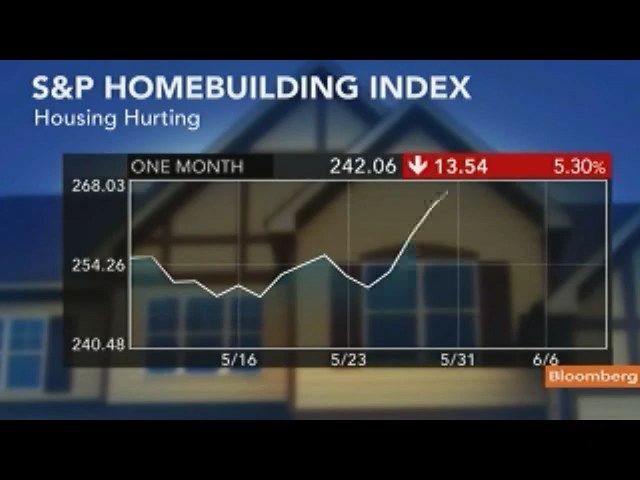 S&P HOMEBUILDING INDEX
Housing Hurting
ONE MONTH 242.06 ↓ 13.54 5.30%
268.03
254.26
240.48
5/16 5/23 5/31 6/6
Bloomberg